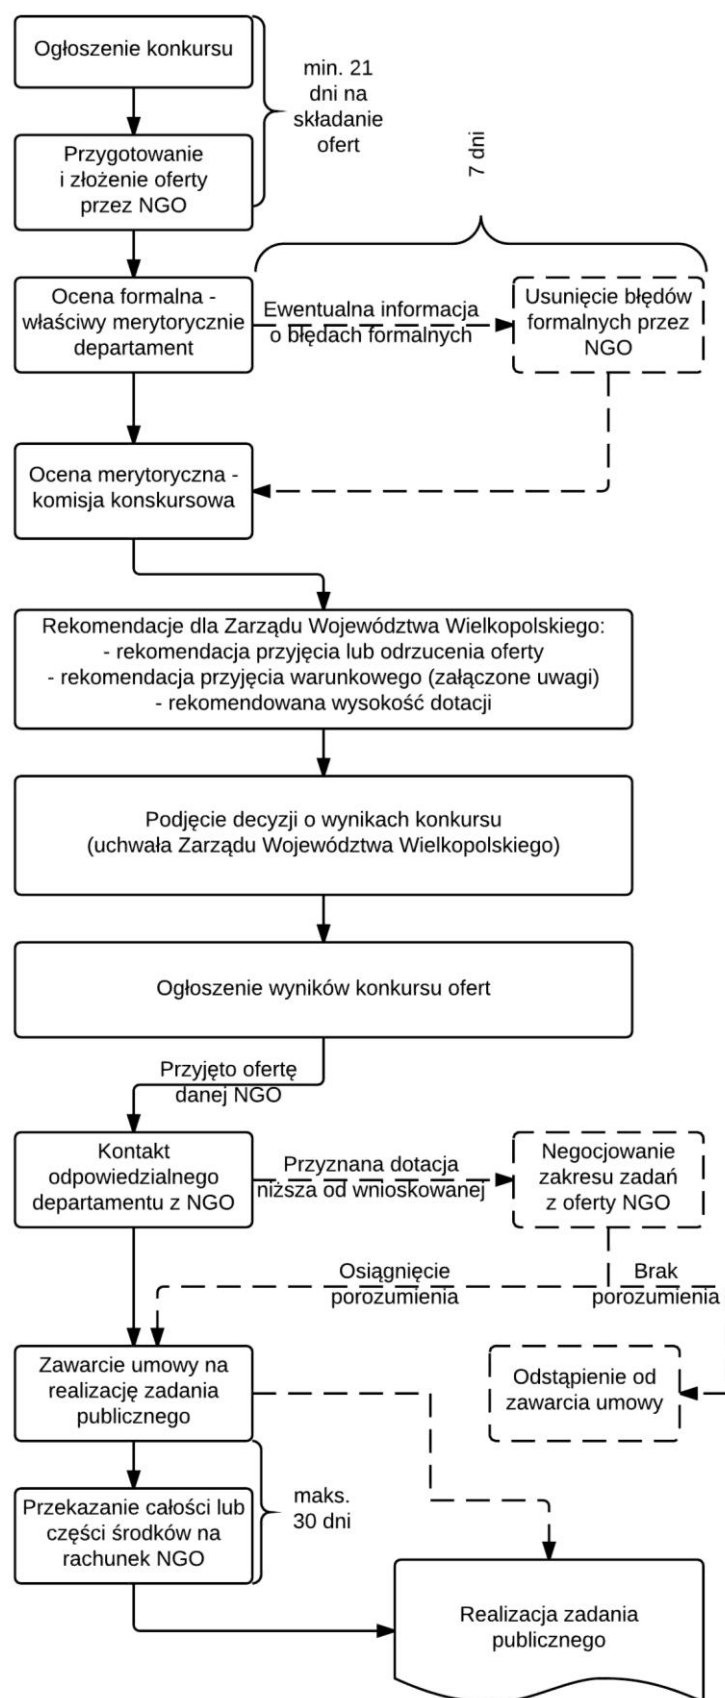 Ogłoszenie konkursu
min. 21
dni na
składanie
ofert
Przygotowanie
i złożenie oferty
przez NGO
7 dni
Ocena formalna -
właściwy merytorycznie
departament
Ewentualna informacja
o błędach formalnych
Usunięcie błędów
formalnych przez
NGO
Ocena merytoryczna -
komisja konskursowa
Rekomendacje dla Zarządu Województwa Wielkopolskiego:
- rekomendacja przyjęcia lub odrzucenia oferty
- rekomendacja przyjęcia warunkowego (załączone uwagi)
- rekomendowana wysokość dotacji
Podjęcie decyzji o wynikach konkursu
(uchwała Zarządu Województwa Wielkopolskiego)
Ogłoszenie wyników konkursu ofert
Przyjęto ofertę
danej NGO
Kontakt
odpowiedzialnego
departamentu z NGO
Przyznana dotacja
niższa od wnioskowanej
Negocjowanie
zakresu zadań
z oferty NGO
Osiągnięcie
porozumienia
Brak
porozumienia
Zawarcie umowy na
realizację zadania
publicznego
Odstąpienie od
zawarcia umowy
Przekazanie całości lub
części środków na
rachunek NGO
maks.
30 dni
Realizacja zadania
publicznego